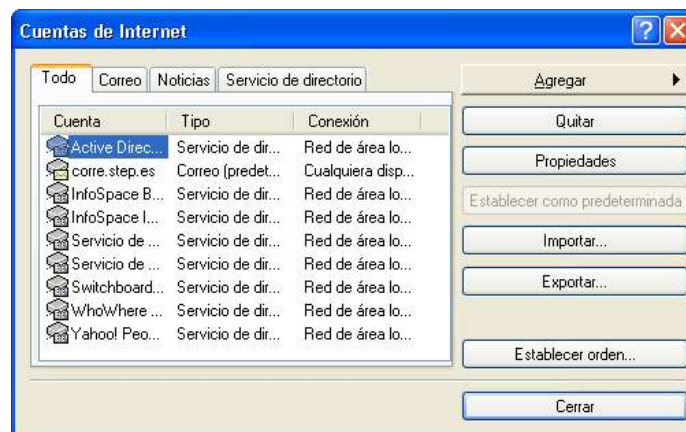 Cuentas de Internet
Todo Correo Noticias Servicio de directorio
Cuenta Tipo Conexión
Active Direc... Servicio de dir... Red de área lo...
corre.step.es Correo (predet... Cualquiera disp...
InfoSpace B... Servicio de dir... Red de área lo...
InfoSpace I... Servicio de dir... Red de área lo...
Servicio de ... Servicio de dir... Red de área lo...
Servicio de ... Servicio de dir... Red de área lo...
Switchboard... Servicio de dir... Red de área lo...
WhoWhere ... Servicio de dir... Red de área lo...
Yahoo! Peo... Servicio de dir... Red de área lo...
Agregar
Quitar
Propiedades
Establecer como predeterminada
Importar...
Exportar...
Establecer orden...
Cerrar